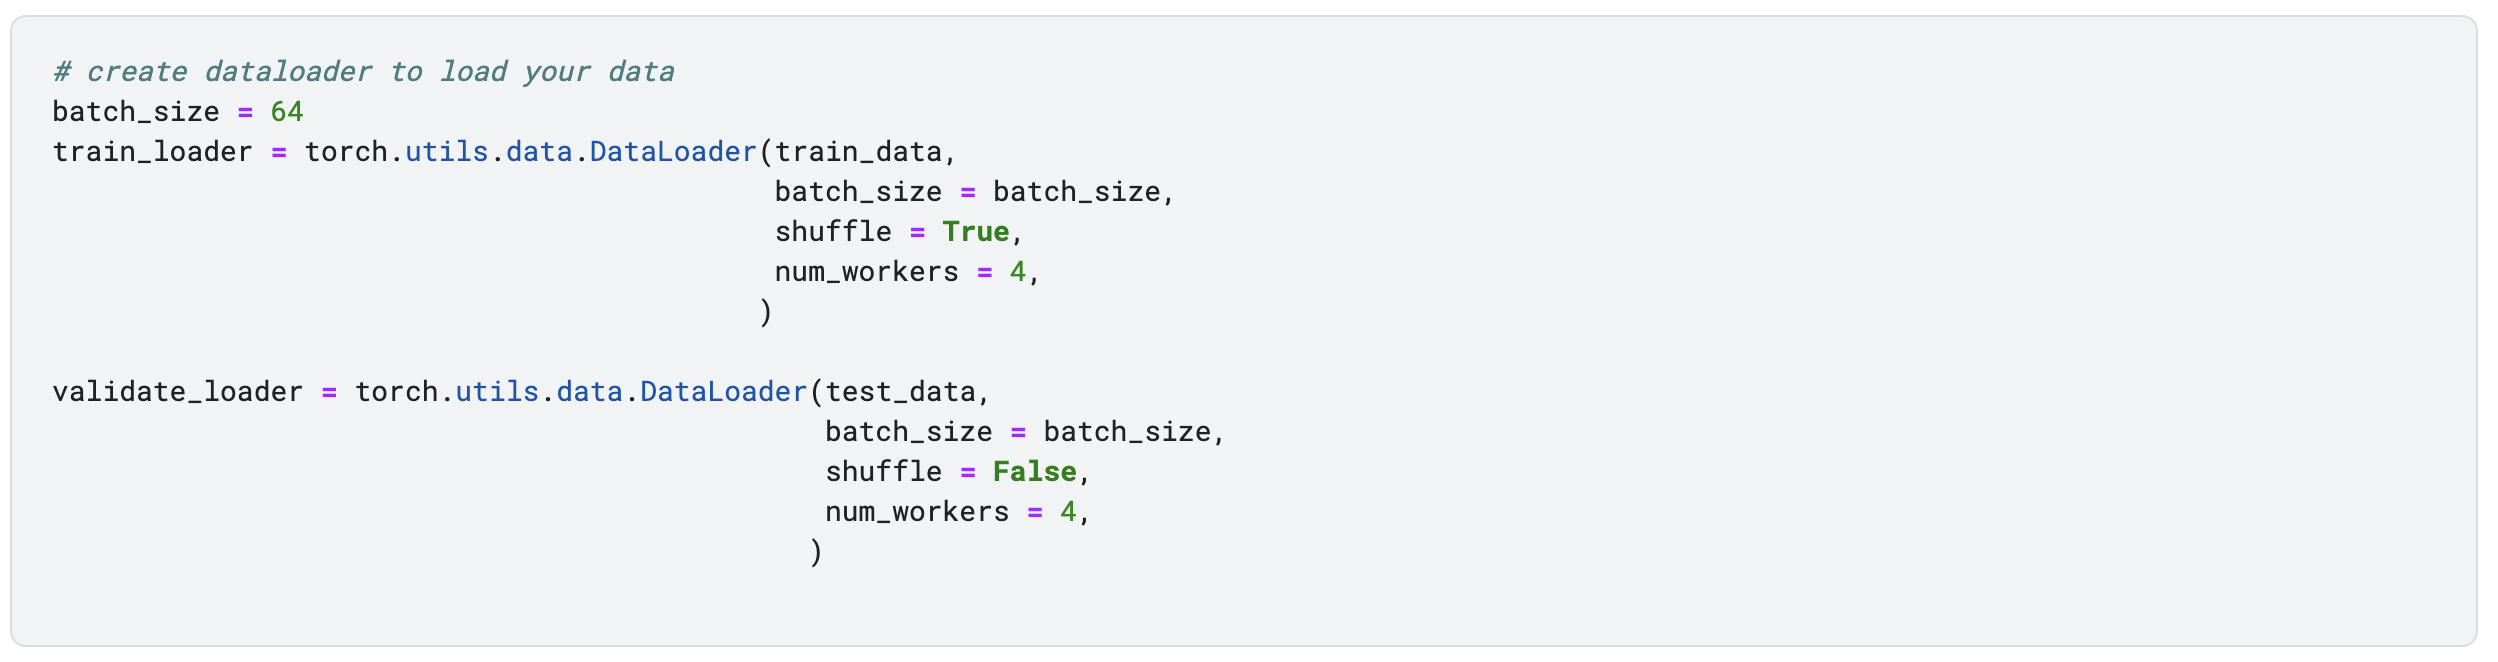 # create dataloader to load your data
batch_size = 64
train_loader = torch.utils.data.DataLoader(train_data,
batch_size = batch_size,
shuffle = True,
num_workers = 4,
)
validate_loader = torch.utils.data.DataLoader(test_data,
batch_size = batch_size,
shuffle = False,
num_workers = 4,
)